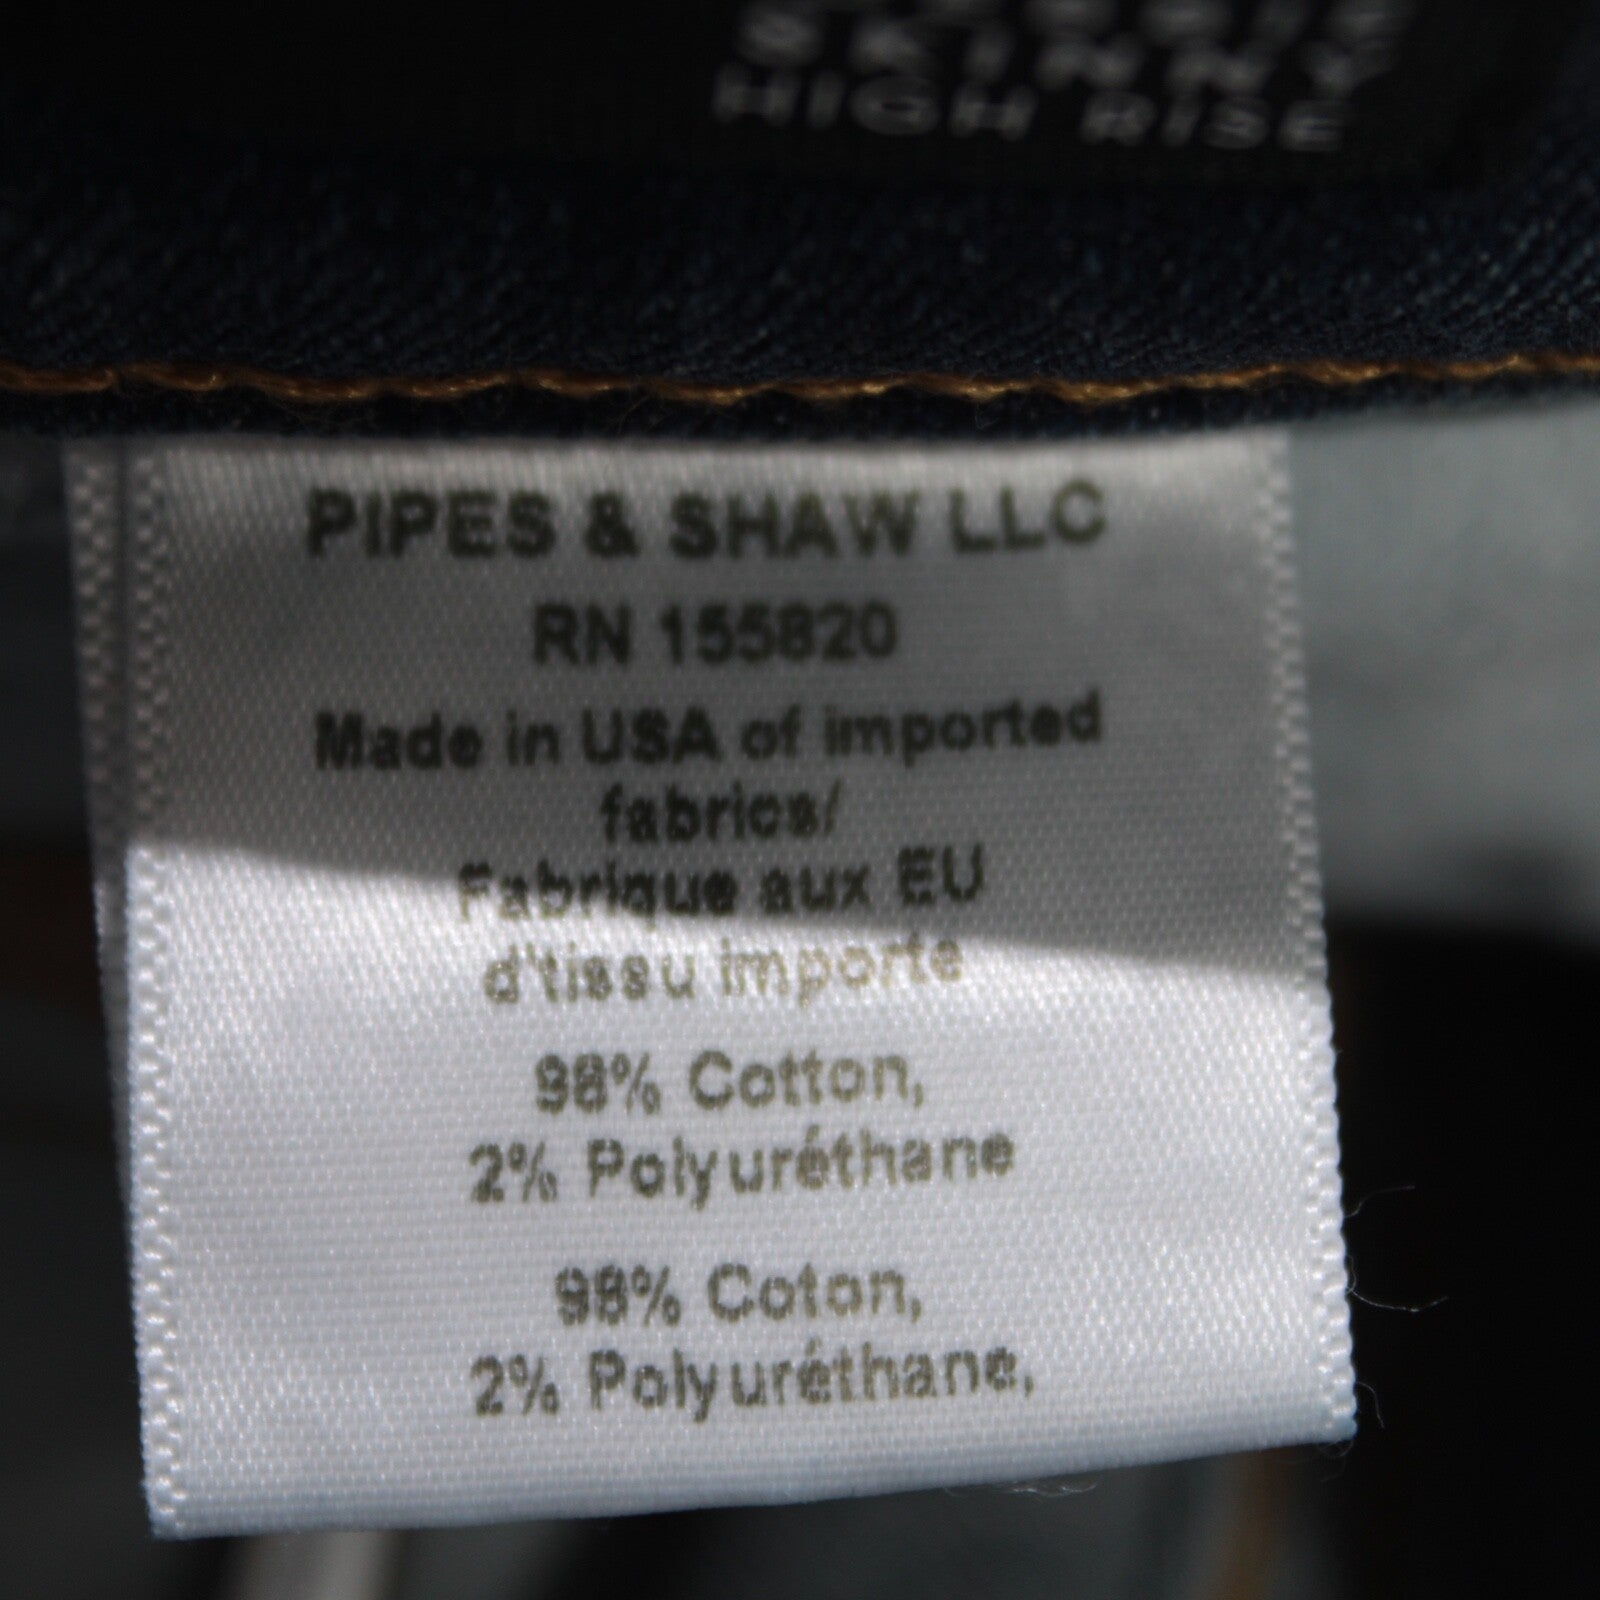 SKINNY
HIGH RISE
PIPES & SHAW LLC
RN 155820
Made in USA of imported
fabrics/
Fabrique aux EU
d'tissu importe
98% Cotton,
2% Polyuréthane
98% Coton,
2% Polyuréthane,